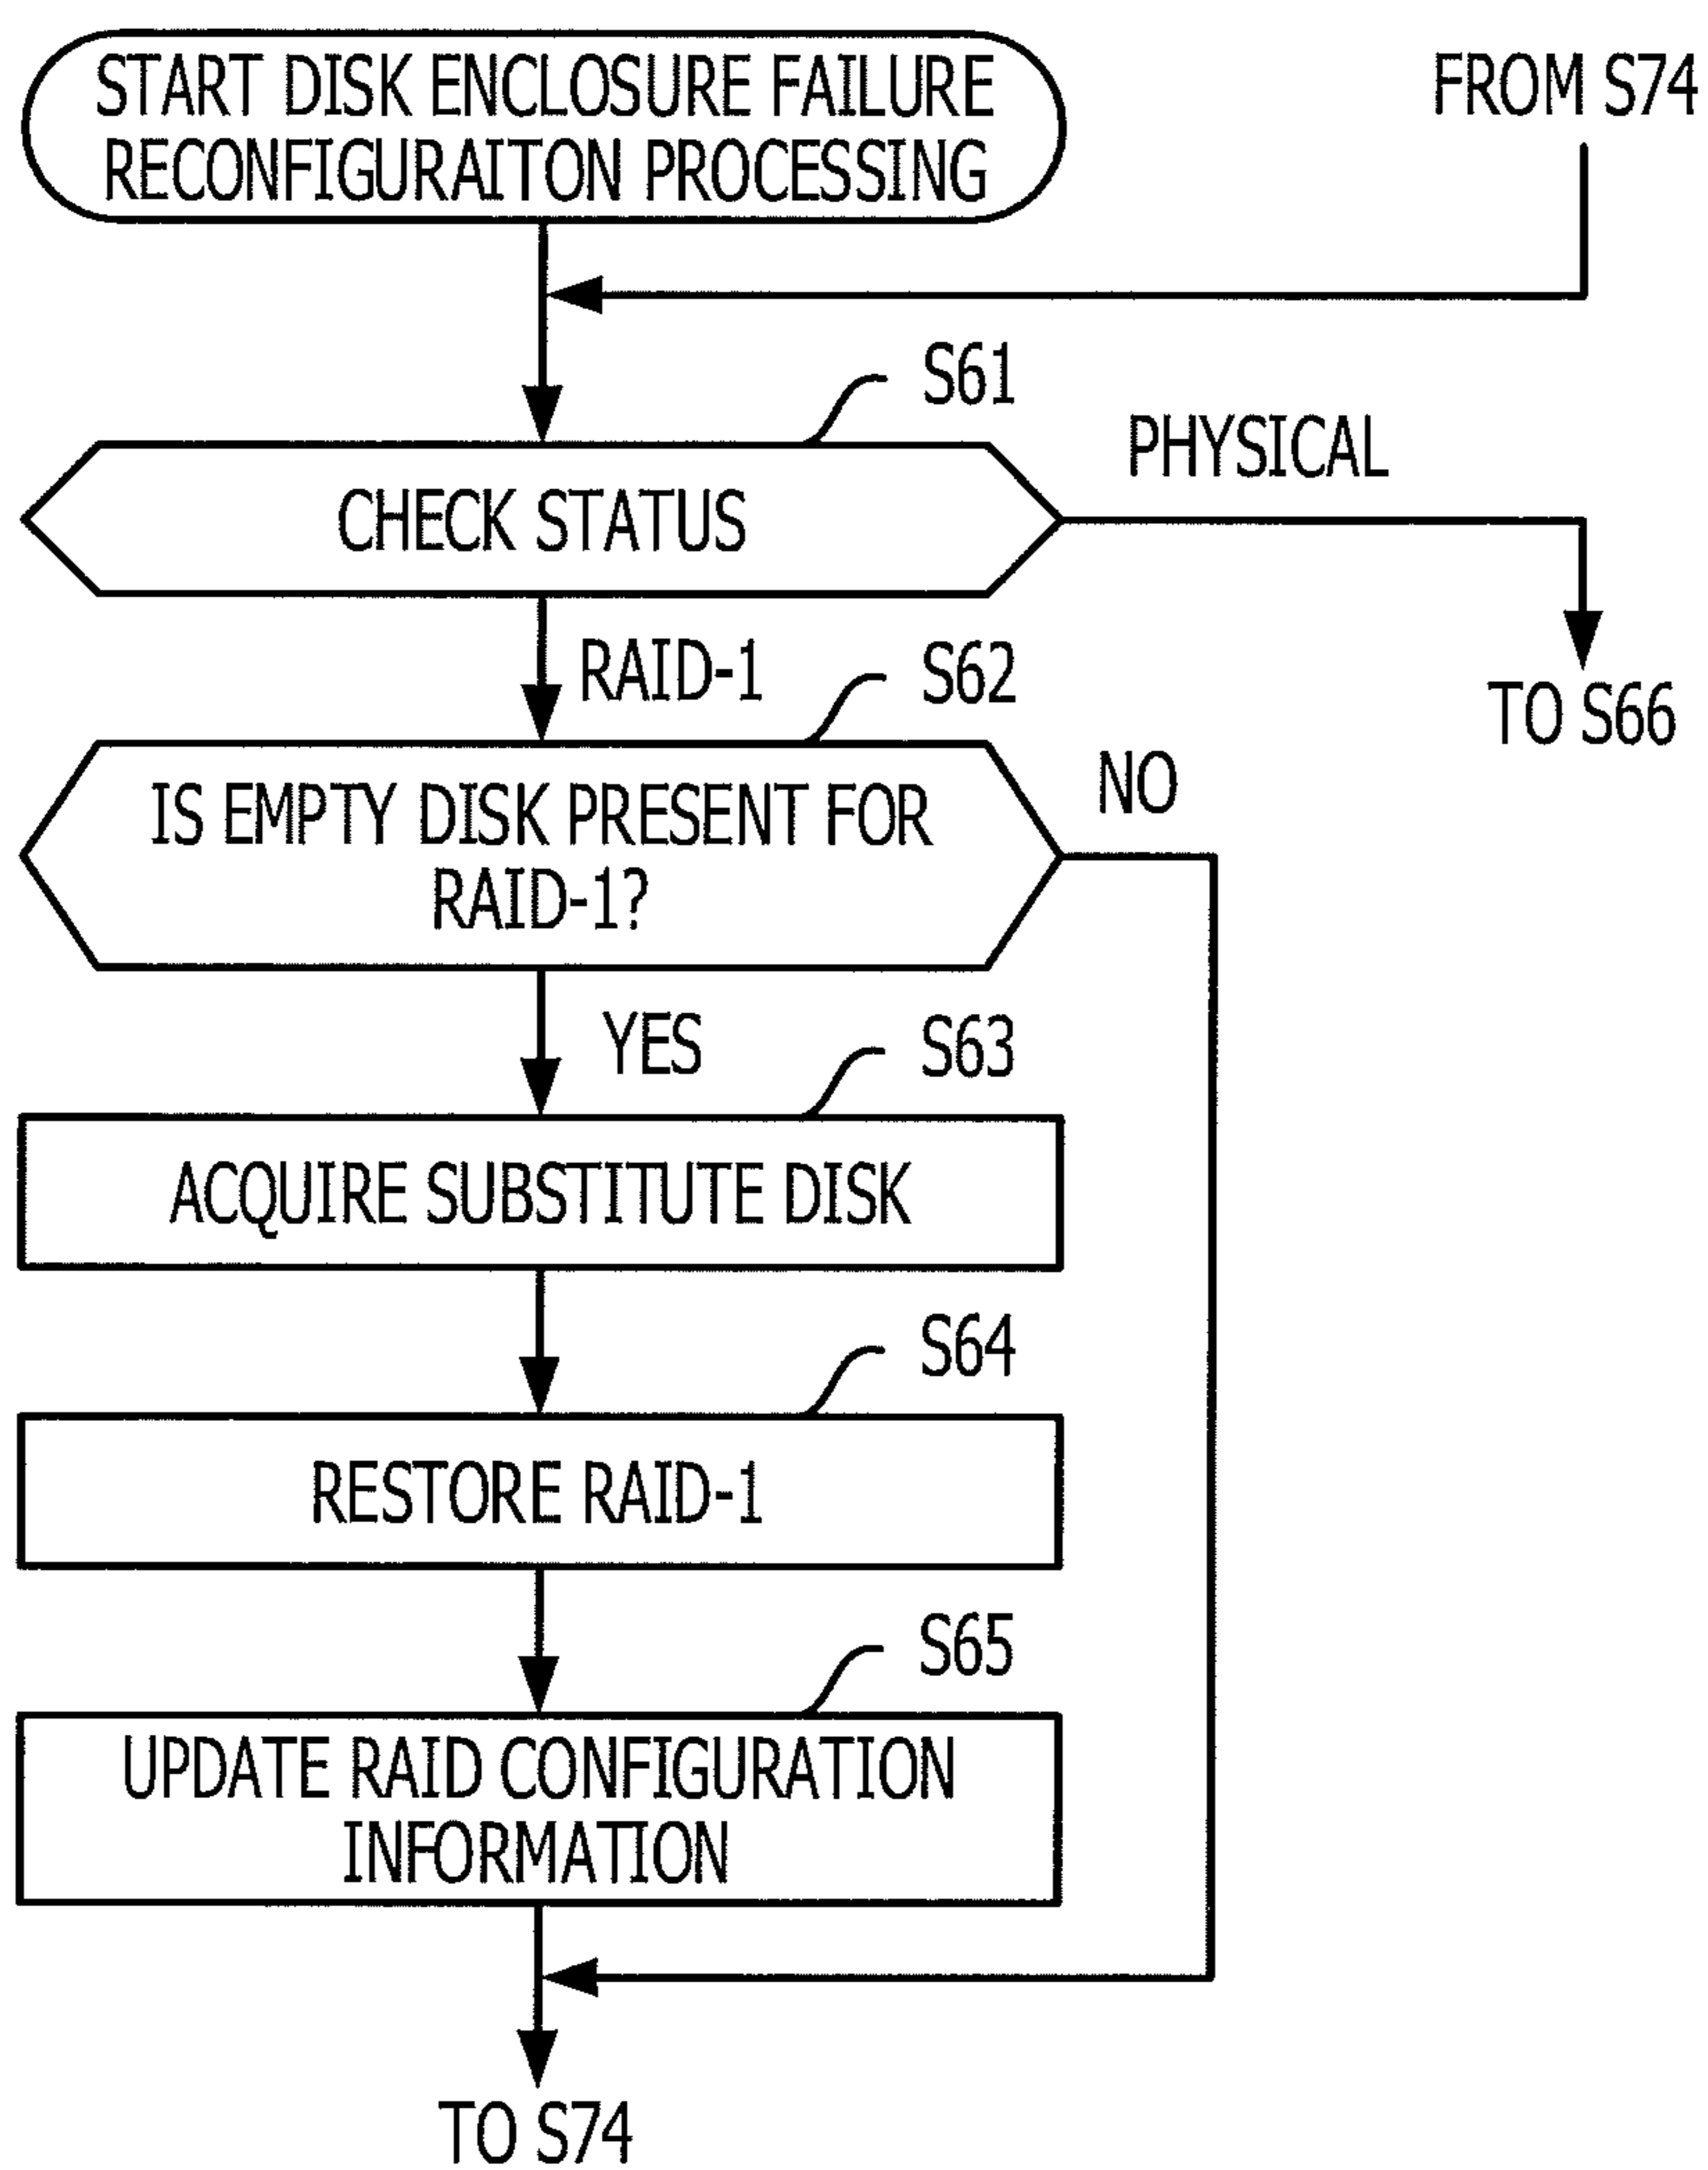 START DISK ENCLOSURE FAILURE
RECONFIGURAITON PROCESSING
FROM S74
S61
PHYSICAL
CHECK STATUS
RAID-1
S62
TO S66
IS EMPTY DISK PRESENT FOR
RAID-1?
NO
YES
S63
ACQUIRE SUBSTITUTE DISK
S64
RESTORE RAID-1
S65
UPDATE RAID CONFIGURATION
INFORMATION
TO S74